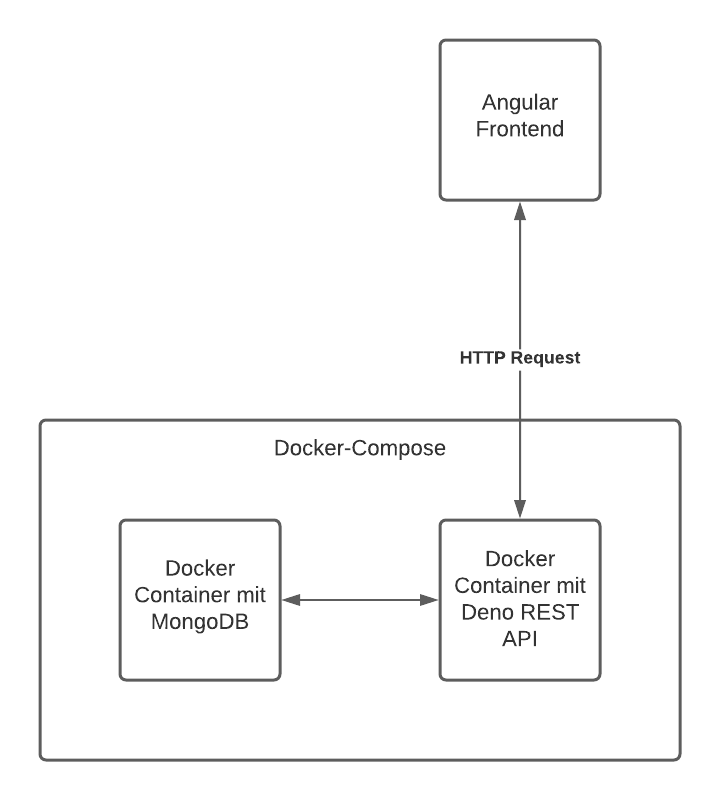 Angular
Frontend
HTTP Request
Docker-Compose
Docker
Container mit
MongoDB
Docker
Container mit
Deno REST
API